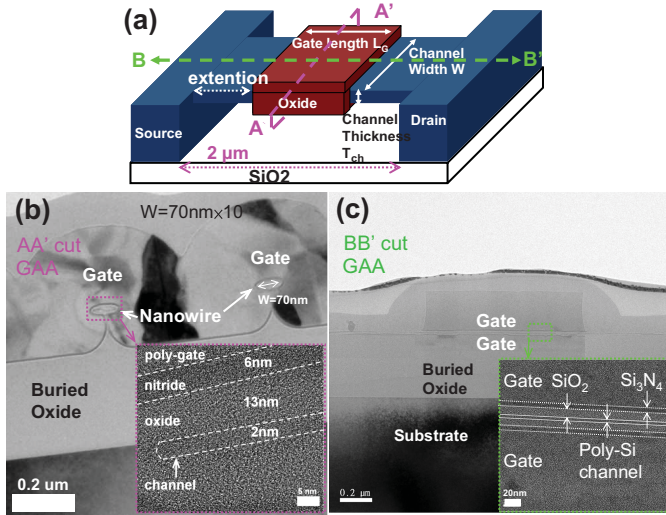 (a)
A'
Gate length L_G
B
B'
Channel
Width W
extention
Oxide
A
Channel
Thickness
T_ch
Source
Drain
2 μm
SiO2
(b)
W=70nm×10
AA' cut
GAA
Gate
Gate
Nanowire
W=70nm
poly-gate
6nm
nitride
13nm
oxide
2nm
channel
5 nm
Buried
Oxide
0.2 um
(c)
BB' cut
GAA
Gate
Gate
Buried
Oxide
Substrate
0.2 μm
Gate
SiO₂
Si₃N₄
Poly-Si
channel
Gate
20nm